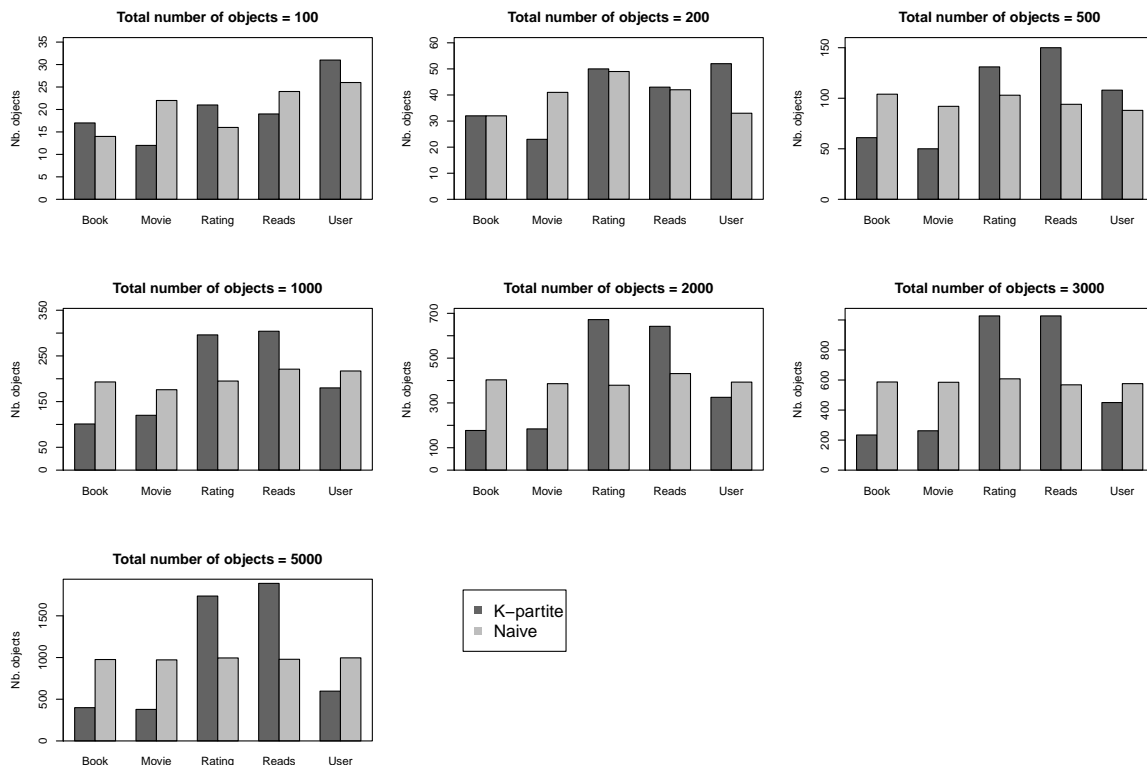 Total number of objects = 100
Nb. objects
0 5 10 15 20 25 30 35
Book Movie Rating Reads User
Total number of objects = 200
Nb. objects
0 10 20 30 40 50 60
Book Movie Rating Reads User
Total number of objects = 500
Nb. objects
0 50 100 150
Book Movie Rating Reads User
Total number of objects = 1000
Nb. objects
0 50 150 250 350
Book Movie Rating Reads User
Total number of objects = 2000
Nb. objects
0 100 300 400 500 700
Book Movie Rating Reads User
Total number of objects = 3000
Nb. objects
0 200 400 600 800
Book Movie Rating Reads User
Total number of objects = 5000
Nb. objects
0 500 1000 1500
Book Movie Rating Reads User
K−partite
Naive